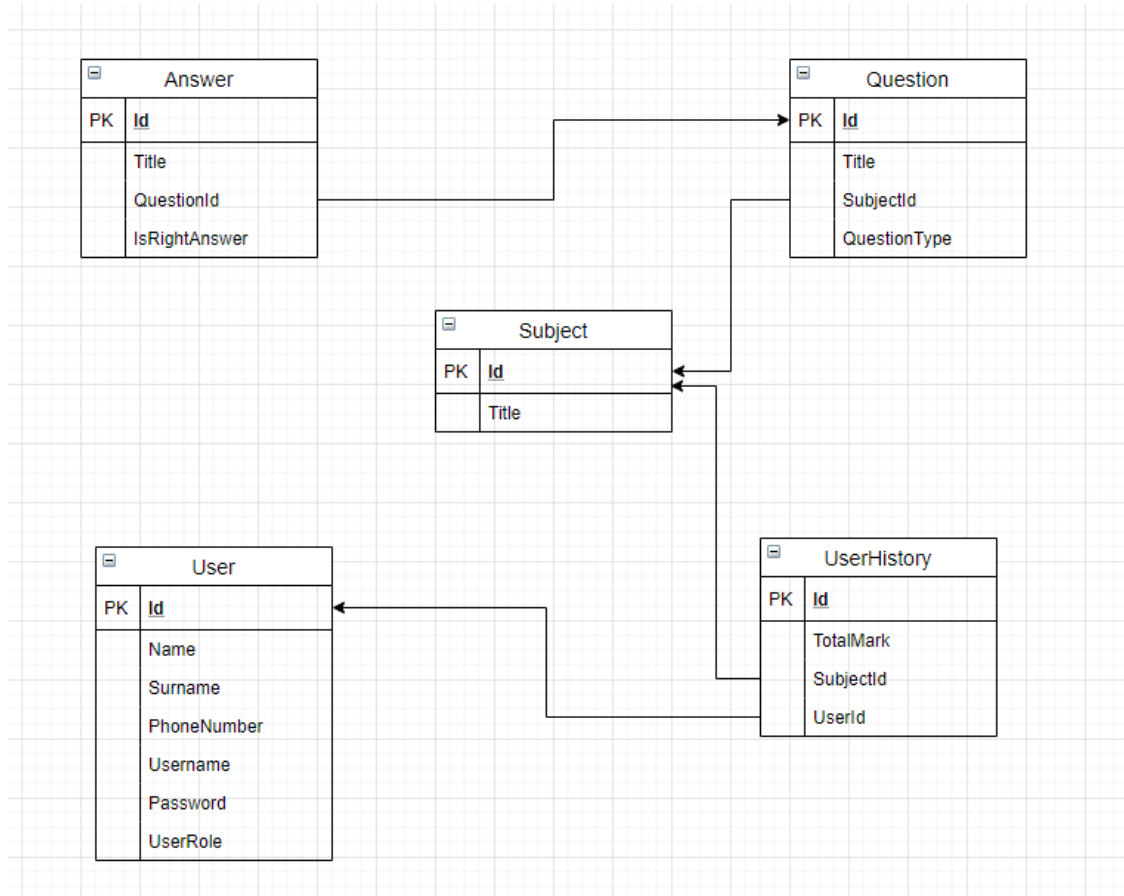 Answer
PK Id
Title
QuestionId
IsRightAnswer
Question
PK Id
Title
SubjectId
QuestionType
Subject
PK Id
Title
User
PK Id
Name
Surname
PhoneNumber
Username
Password
UserRole
UserHistory
PK Id
TotalMark
SubjectId
UserId